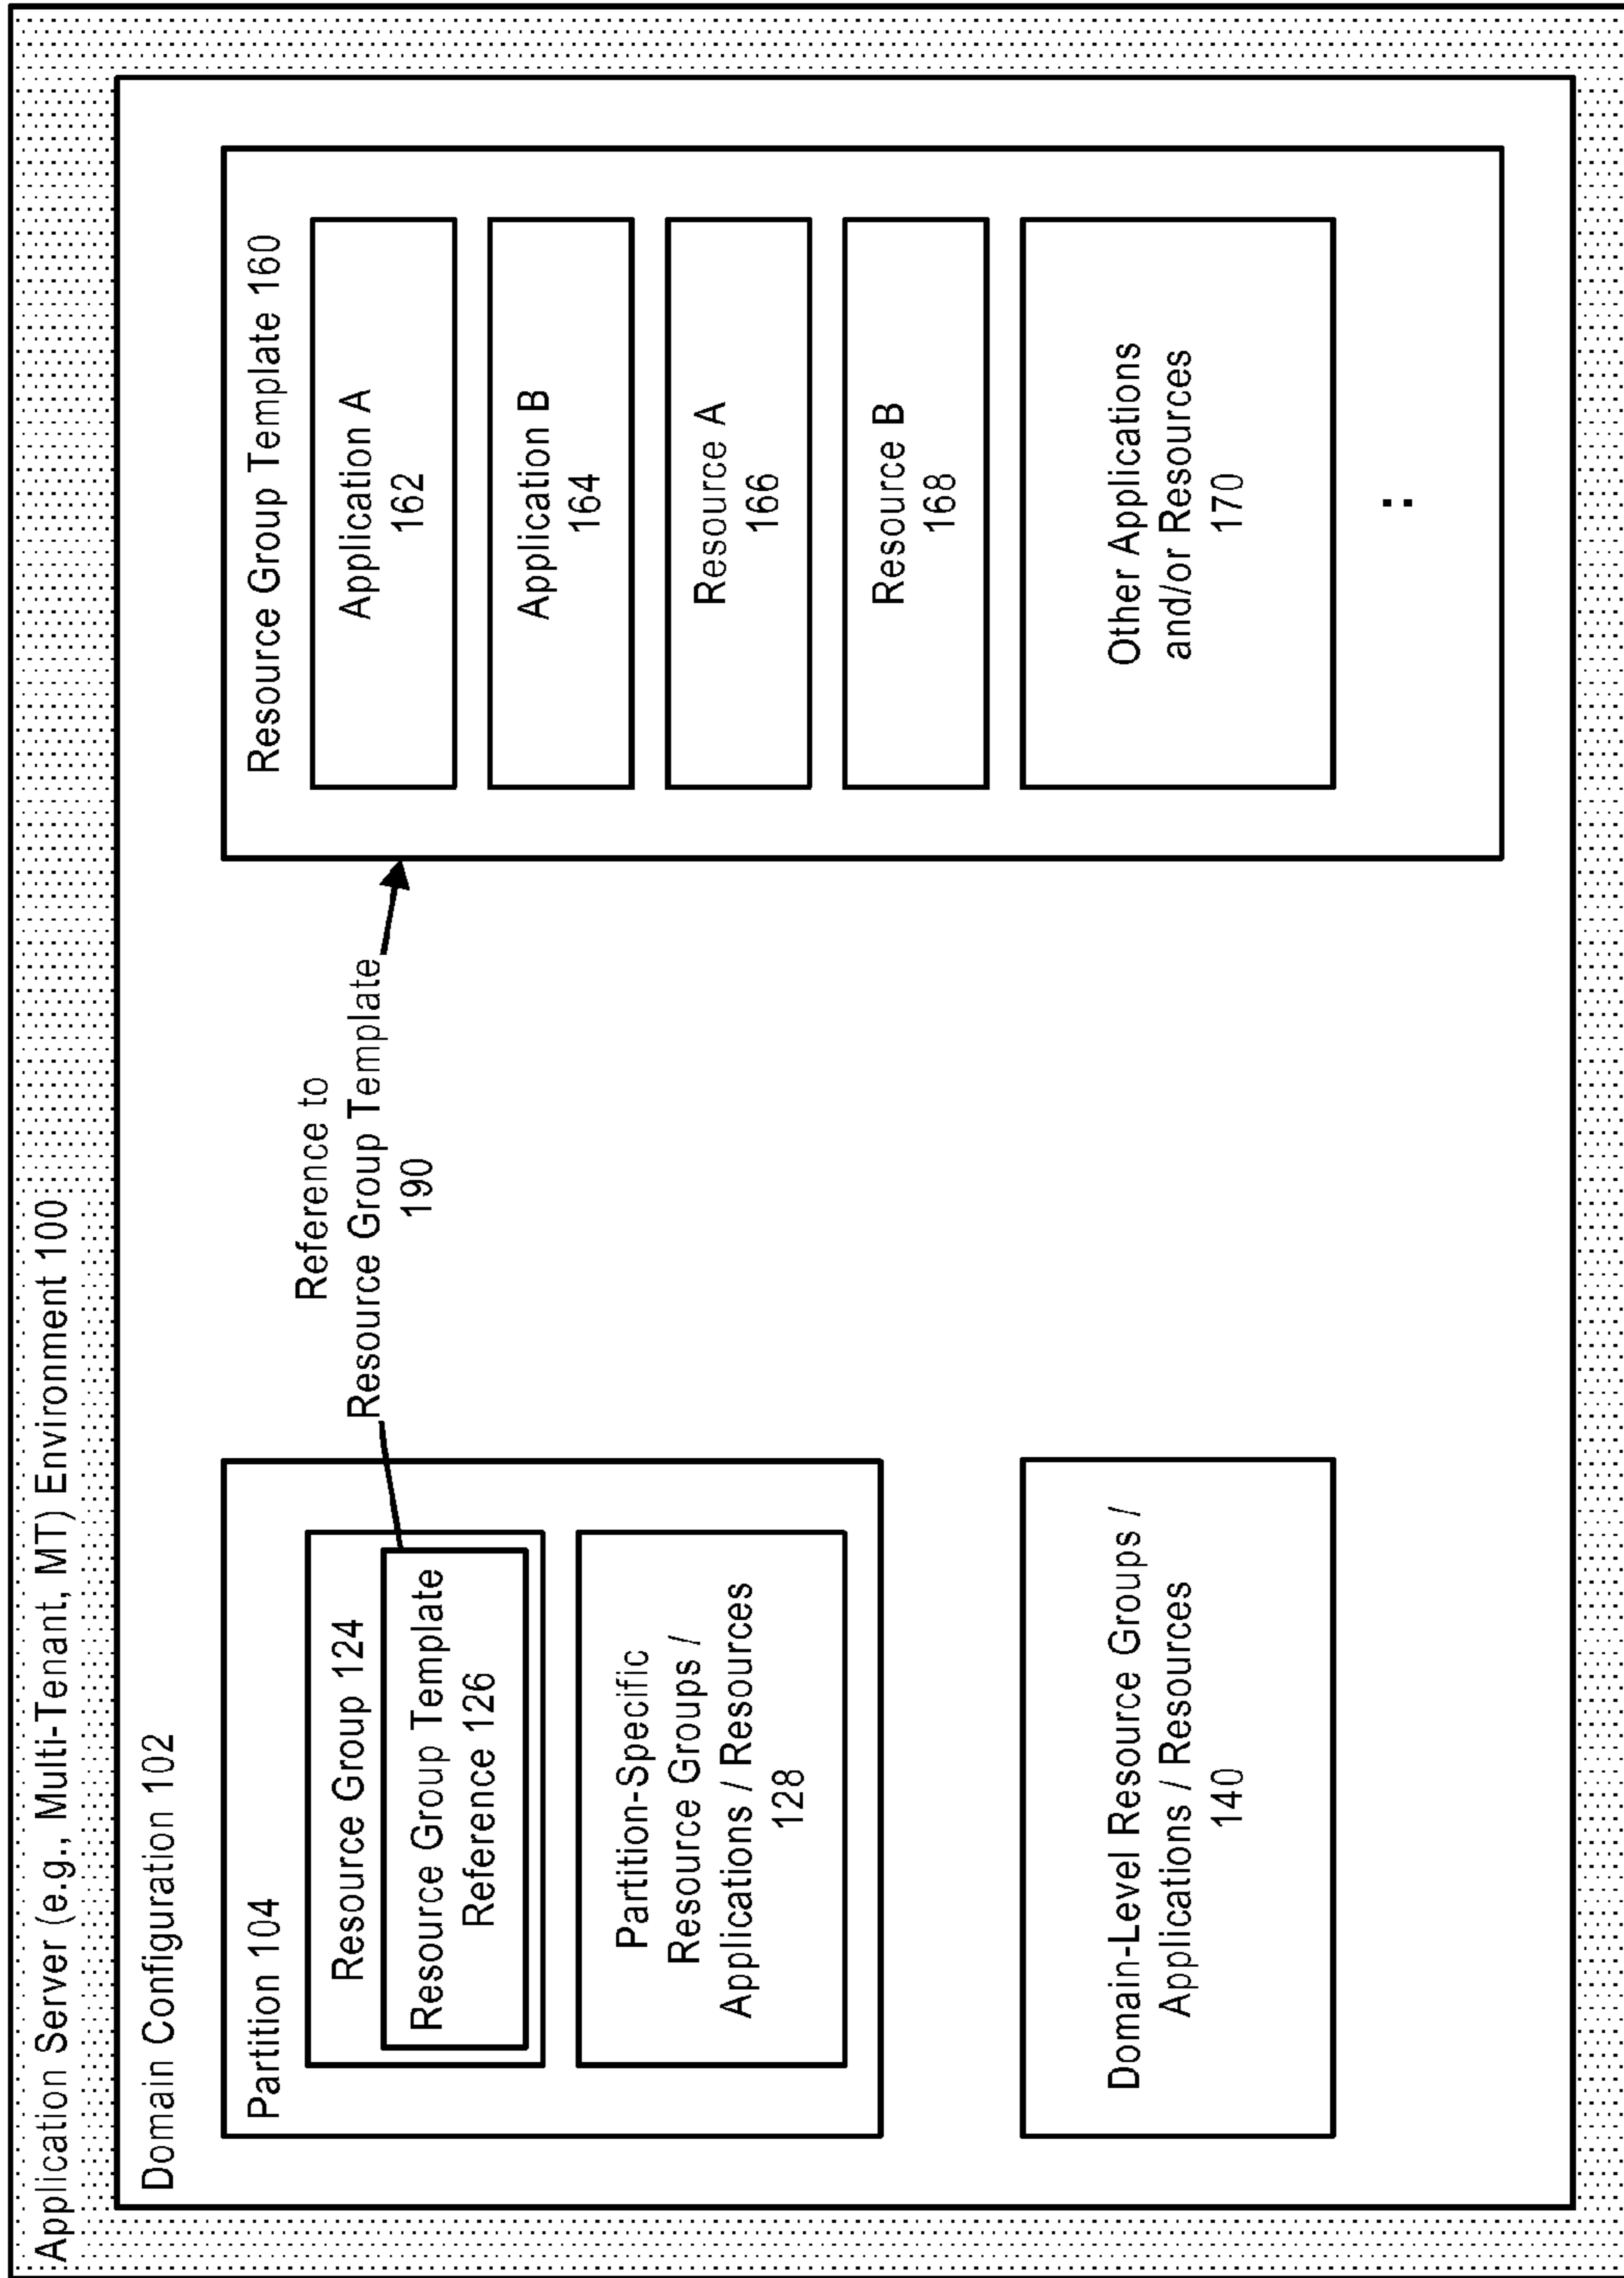 Application Server (e.g., Multi-Tenant, MT) Environment 100
Domain Configuration 102
Partition 104
Resource Group 124
Resource Group Template
Reference 126
Partition-Specific
Resource Groups /
Applications / Resources
128
Domain-Level Resource Groups /
Applications / Resources
140
Reference to
Resource Group Template
190
Resource Group Template 160
Application A
162
Application B
164
Resource A
166
Resource B
168
Other Applications
and/or Resources
170